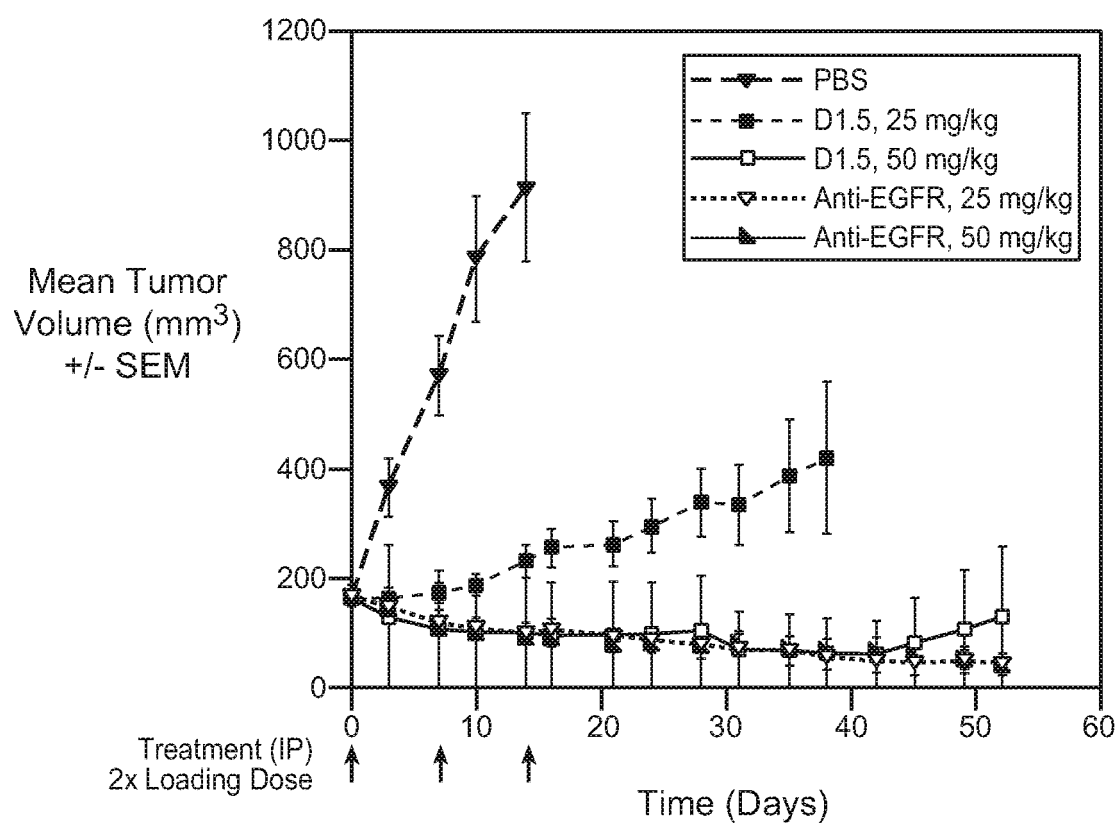 1200
1000
800
600
400
200
0
Mean Tumor
Volume (mm³)
+/- SEM
PBS
D1.5, 25 mg/kg
D1.5, 50 mg/kg
Anti-EGFR, 25 mg/kg
Anti-EGFR, 50 mg/kg
0 10 20 30 40 50 60
Treatment (IP)
2x Loading Dose
Time (Days)